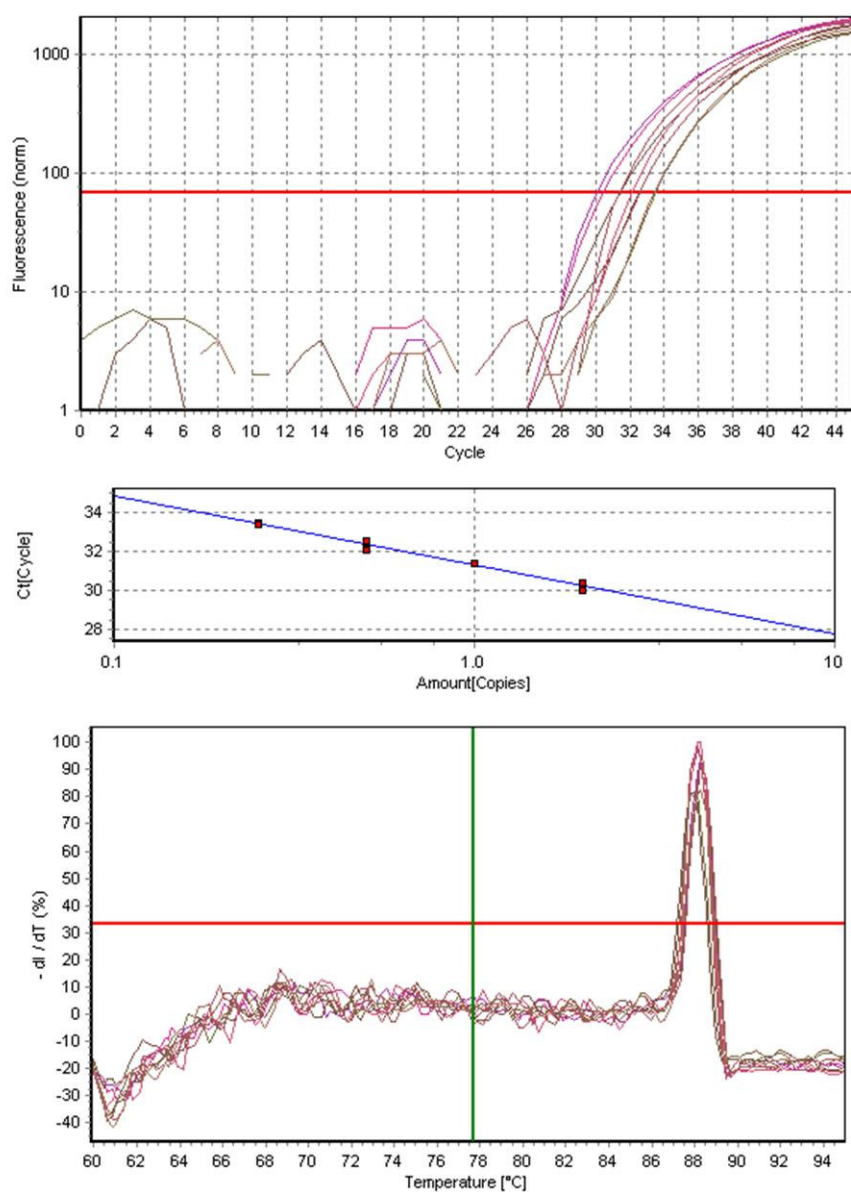 1000
100
10
1
Fluorescence (norm)
0 2 4 6 8 10 12 14 16 18 20 22 24 26 28 30 32 34 36 38 40 42 44
Cycle
34
32
30
28
Ct[Cycle]
0.1 1.0 10
Amount[Copies]
100
90
80
70
60
50
40
30
20
10
0
-10
-20
-30
-40
- dI / dT (%)
60 62 64 66 68 70 72 74 76 78 80 82 84 86 88 90 92 94
Temperature [°C]